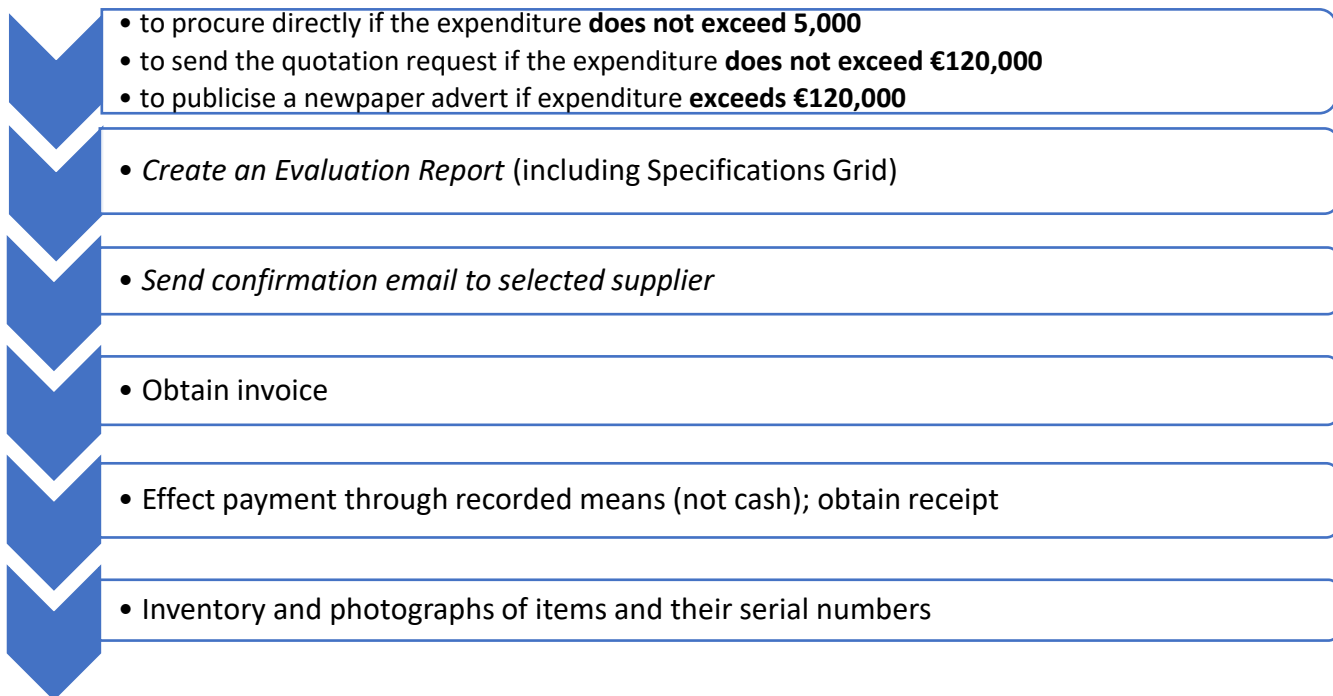 • to procure directly if the expenditure does not exceed 5,000
• to send the quotation request if the expenditure does not exceed €120,000
• to publicise a newpaper advert if expenditure exceeds €120,000
• Create an Evaluation Report (including Specifications Grid)
• Send confirmation email to selected supplier
• Obtain invoice
• Effect payment through recorded means (not cash); obtain receipt
• Inventory and photographs of items and their serial numbers